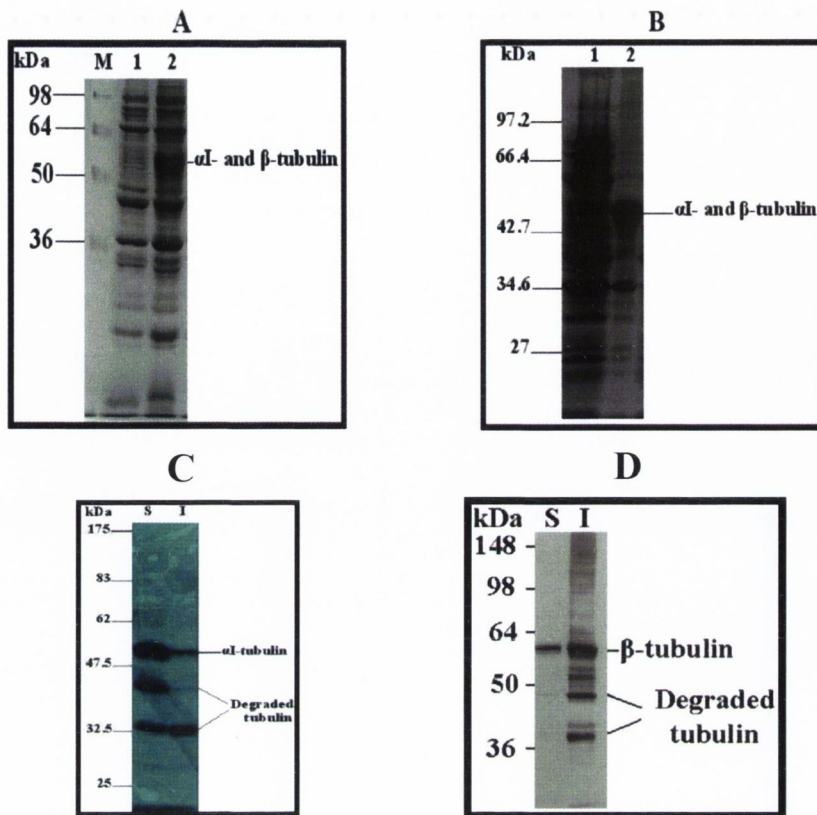 A
kDa M 1 2
98
64
αI- and β-tubulin
50
36
B
kDa 1 2
97.2
66.4
αI- and β-tubulin
42.7
34.6
27
C
kDa S I
175
83
62
αI-tubulin
47.5
Degraded
tubulin
32.5
25
D
kDa S I
148
98
64
β-tubulin
50
Degraded
tubulin
36